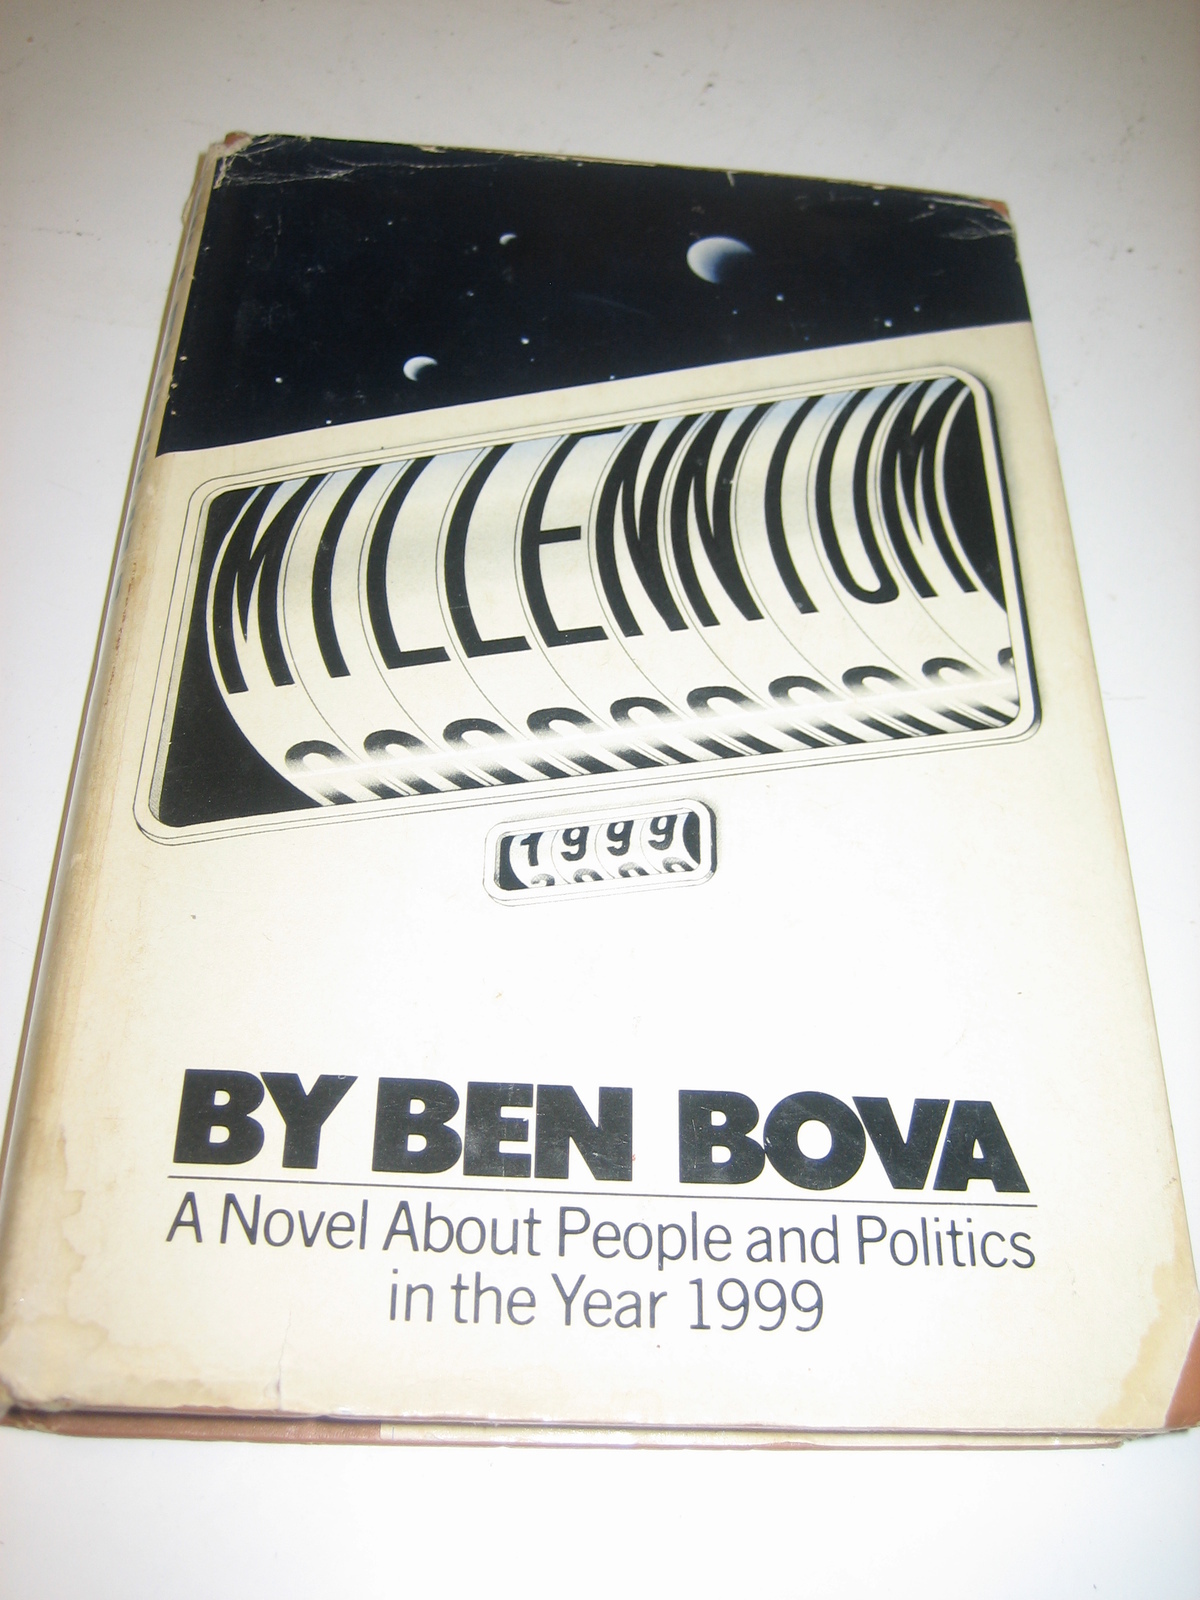 MILLENNIUM
1999
BY BEN BOVA
A Novel About People and Politics
in the Year 1999